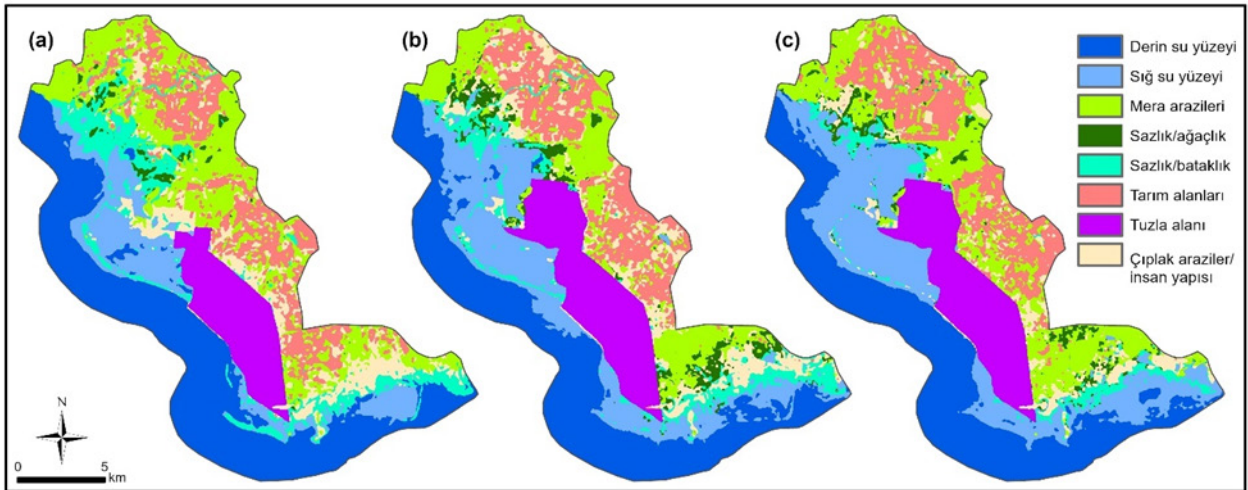 (a)
(b)
(c)
Derin su yüzeyi
Sığ su yüzeyi
Mera arazileri
Sazlık/ağaçlık
Sazlık/bataklık
Tarım alanları
Tuzla alanı
Çıplak araziler/
insan yapısı
N
0 5
km